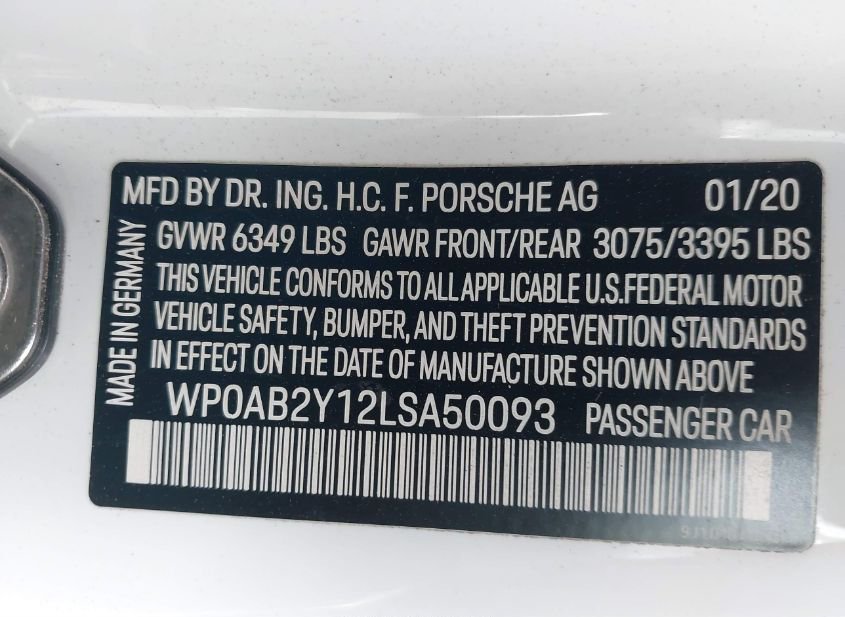 MFD BY DR. ING. H.C. F. PORSCHE AG 01/20
GVWR 6349 LBS GAWR FRONT/REAR 3075/3395 LBS
THIS VEHICLE CONFORMS TO ALL APPLICABLE U.S.FEDERAL MOTOR
VEHICLE SAFETY, BUMPER, AND THEFT PREVENTION STANDARDS
IN EFFECT ON THE DATE OF MANUFACTURE SHOWN ABOVE
WP0AB2Y12LSA50093 PASSENGER CAR
MADE IN GERMANY